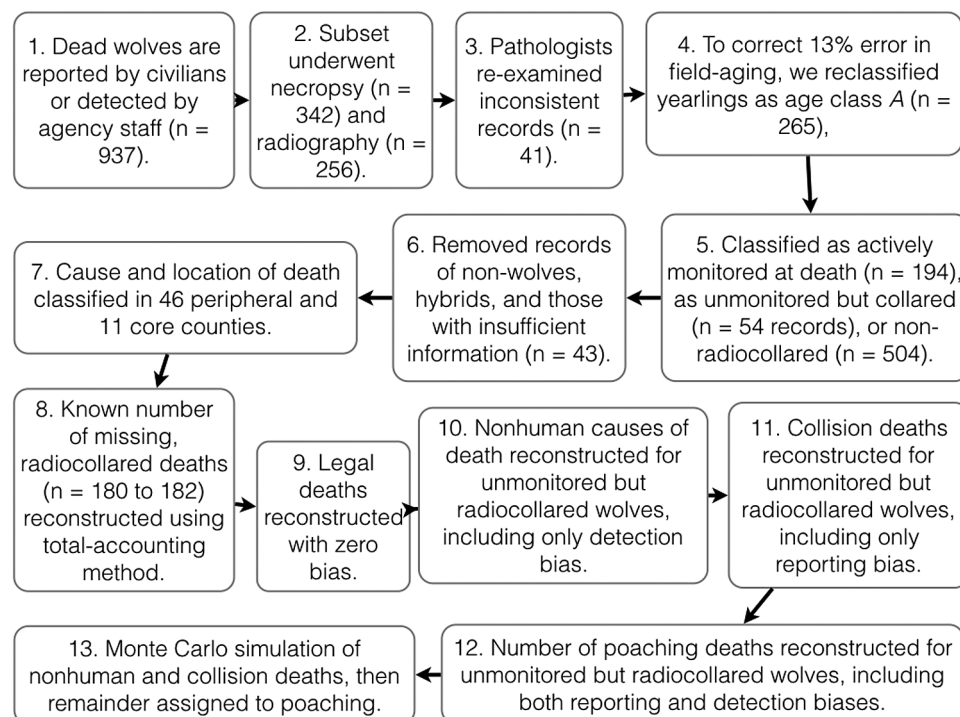 1. Dead wolves are
reported by civilians
or detected by
agency staff (n =
937).
2. Subset
underwent
necropsy (n =
342) and
radiography (n =
256).
3. Pathologists
re-examined
inconsistent
records (n =
41).
4. To correct 13% error in
field-aging, we reclassified
yearlings as age class A (n =
265),
5. Classified as actively
monitored at death (n = 194),
as unmonitored but collared
(n = 54 records), or non-
radiocollared (n = 504).
6. Removed records
of non-wolves,
hybrids, and those
with insufficient
information (n = 43).
7. Cause and location of death
classified in 46 peripheral and
11 core counties.
8. Known number
of missing,
radiocollared deaths
(n = 180 to 182)
reconstructed using
total-accounting
method.
9. Legal
deaths
reconstructed
with zero
bias.
10. Nonhuman causes of
death reconstructed for
unmonitored but
radiocollared wolves,
including only detection
bias.
11. Collision deaths
reconstructed for
unmonitored but
radiocollared wolves,
including only
reporting bias.
12. Number of poaching deaths reconstructed for
unmonitored but radiocollared wolves, including
both reporting and detection biases.
13. Monte Carlo simulation of
nonhuman and collision deaths, then
remainder assigned to poaching.